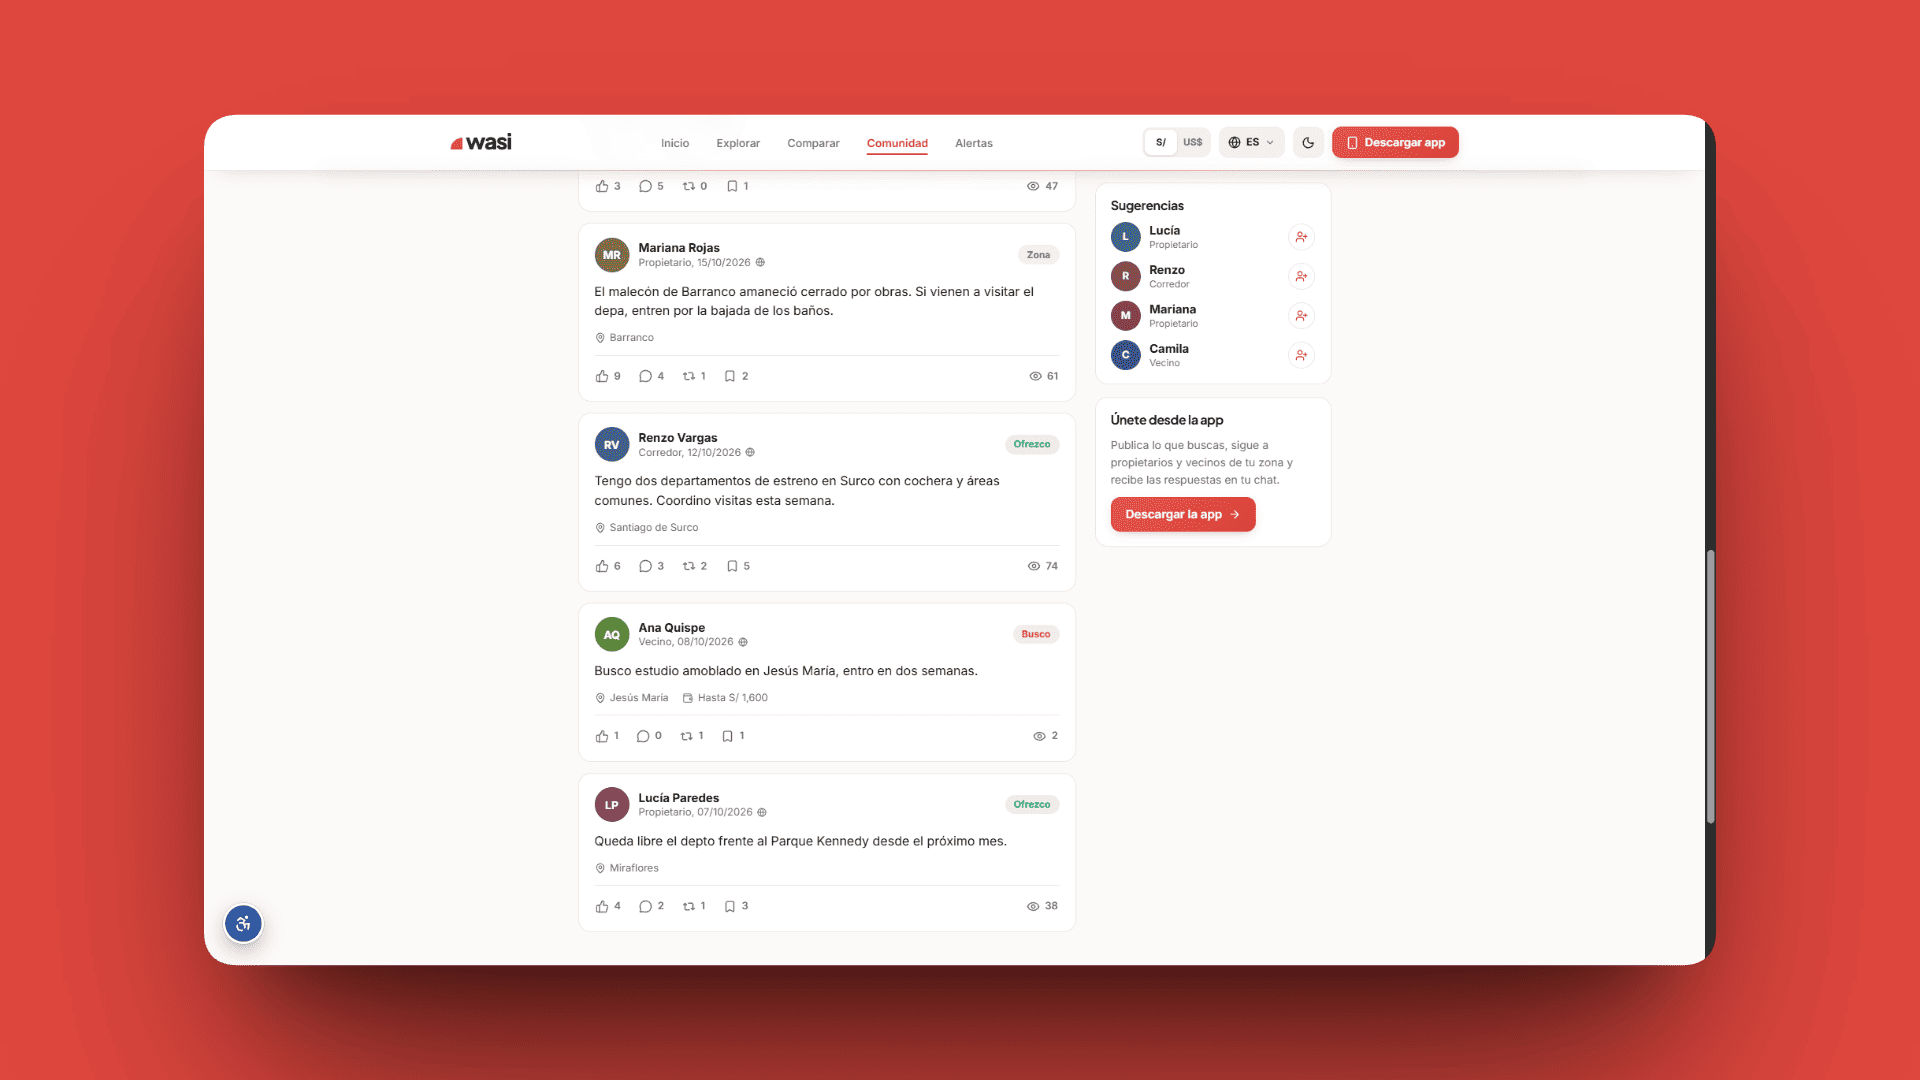 wasi
Inicio Explorar Comparar Comunidad Alertas
S/ US$ ES Descargar app
3 5 0 1 47
MR
Mariana Rojas
Propietario, 15/10/2026
Zona
El malecón de Barranco amaneció cerrado por obras. Si vienen a visitar el
depa, entren por la bajada de los baños.
Barranco
9 4 1 2 61
RV
Renzo Vargas
Corredor, 12/10/2026
Ofrezco
Tengo dos departamentos de estreno en Surco con cochera y áreas
comunes. Coordino visitas esta semana.
Santiago de Surco
6 3 2 5 74
AQ
Ana Quispe
Vecino, 08/10/2026
Busco
Busco estudio amoblado en Jesús María, entro en dos semanas.
Jesús María Hasta S/ 1,600
1 0 1 1 2
LP
Lucía Paredes
Propietario, 07/10/2026
Ofrezco
Queda libre el depto frente al Parque Kennedy desde el próximo mes.
Miraflores
4 2 1 3 38
Sugerencias
L
Lucía
Propietario
R
Renzo
Corredor
M
Mariana
Propietario
C
Camila
Vecino
Únete desde la app
Publica lo que buscas, sigue a
propietarios y vecinos de tu zona y
recibe las respuestas en tu chat.
Descargar la app